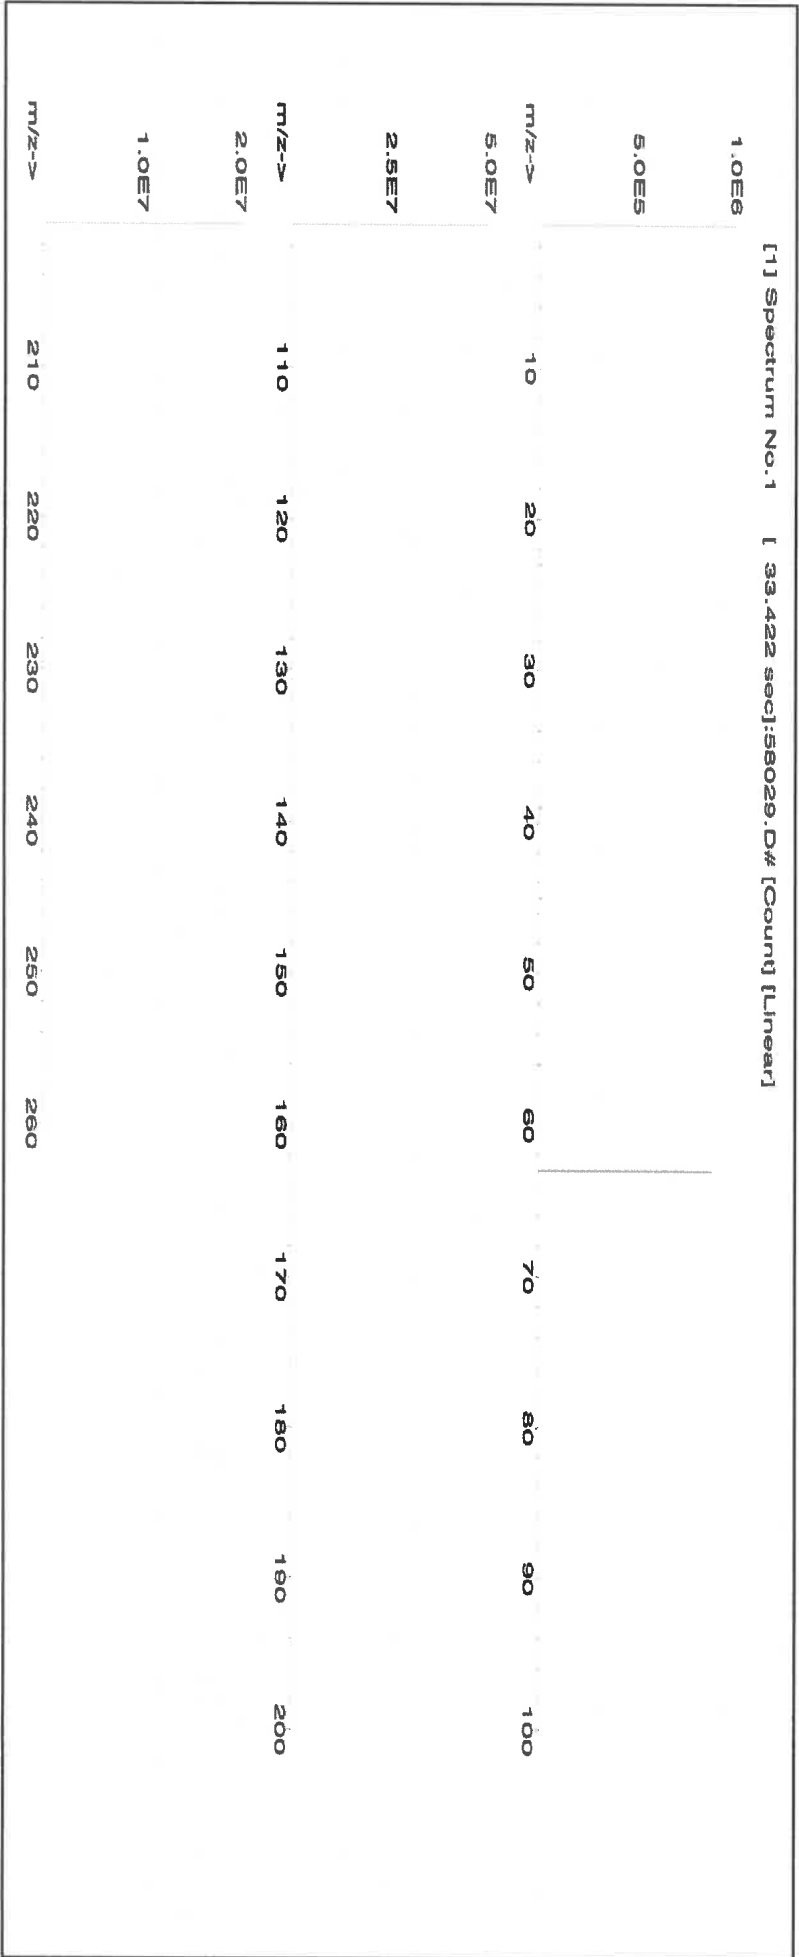 [1] Spectrum No.1 [ 33.422 sec]:58029.D# [Count] [Linear]
1.0E6
5.0E5
m/z-> 10 20 30 40 50 60 70 80 90 100
5.0E7
2.5E7
m/z-> 110 120 130 140 150 160 170 180 190 200
2.0E7
1.0E7
m/z-> 210 220 230 240 250 260